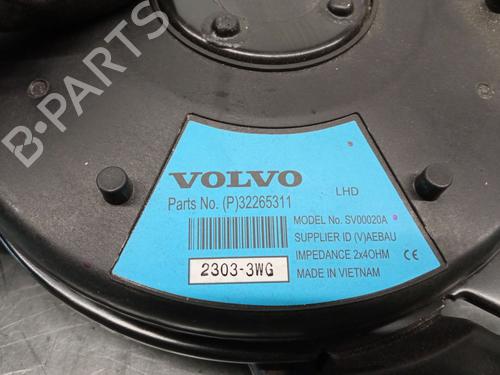 B-PARTS
VOLVO
Parts No. (P)32265311
LHD
MODEL No. SV00020A
SUPPLIER ID (V)AEBAU
IMPEDANCE 2x4OHM CE
2303-3WG
MADE IN VIETNAM